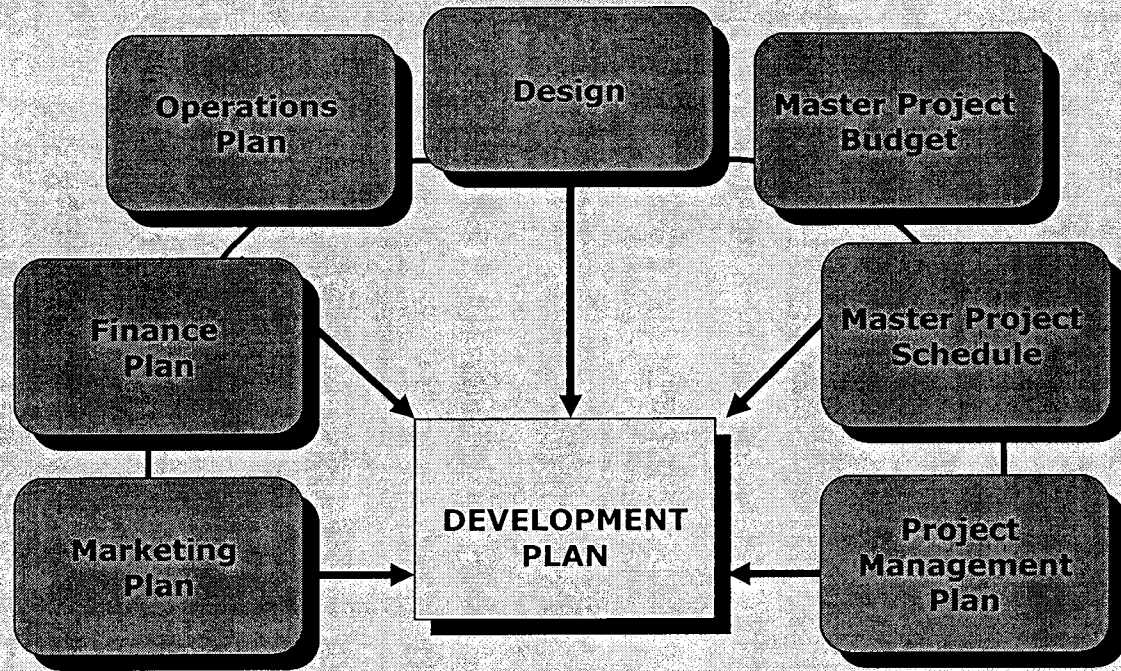 Operations
Plan
Design
Master Project
Budget
Finance
Plan
Master Project
Schedule
DEVELOPMENT
PLAN
Marketing
Plan
Project
Management
Plan